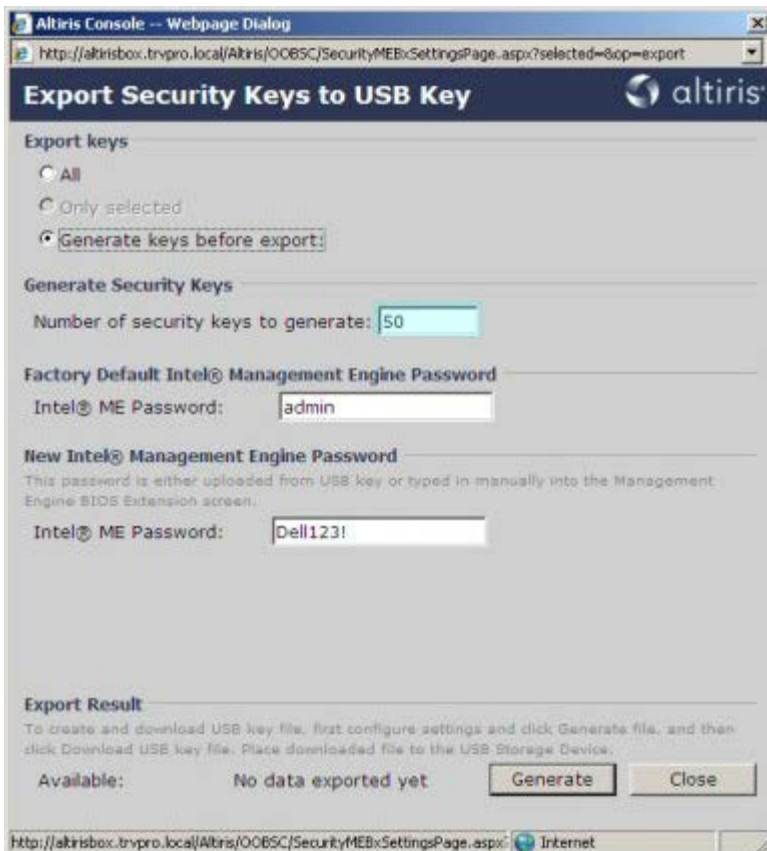 Altiris Console -- Webpage Dialog
http://altirisbox.trvpro.local/Altiris/OOBSC/SecurityMEBxSettingsPage.aspx?selected=&op=export
Export Security Keys to USB Key
altiris
Export keys
All
Only selected
Generate keys before export:
Generate Security Keys
Number of security keys to generate: 50
Factory Default Intel® Management Engine Password
Intel® ME Password: admin
New Intel® Management Engine Password
This password is either uploaded from USB key or typed in manually into the Management
Engine BIOS Extension screen.
Intel® ME Password: Dell123!
Export Result
To create and download USB key file, first configure settings and click Generate file, and then
click Download USB key file. Place downloaded file to the USB Storage Device.
Available: No data exported yet Generate Close
http://altirisbox.trvpro.local/Altiris/OOBSC/SecurityMEBxSettingsPage.aspx Internet